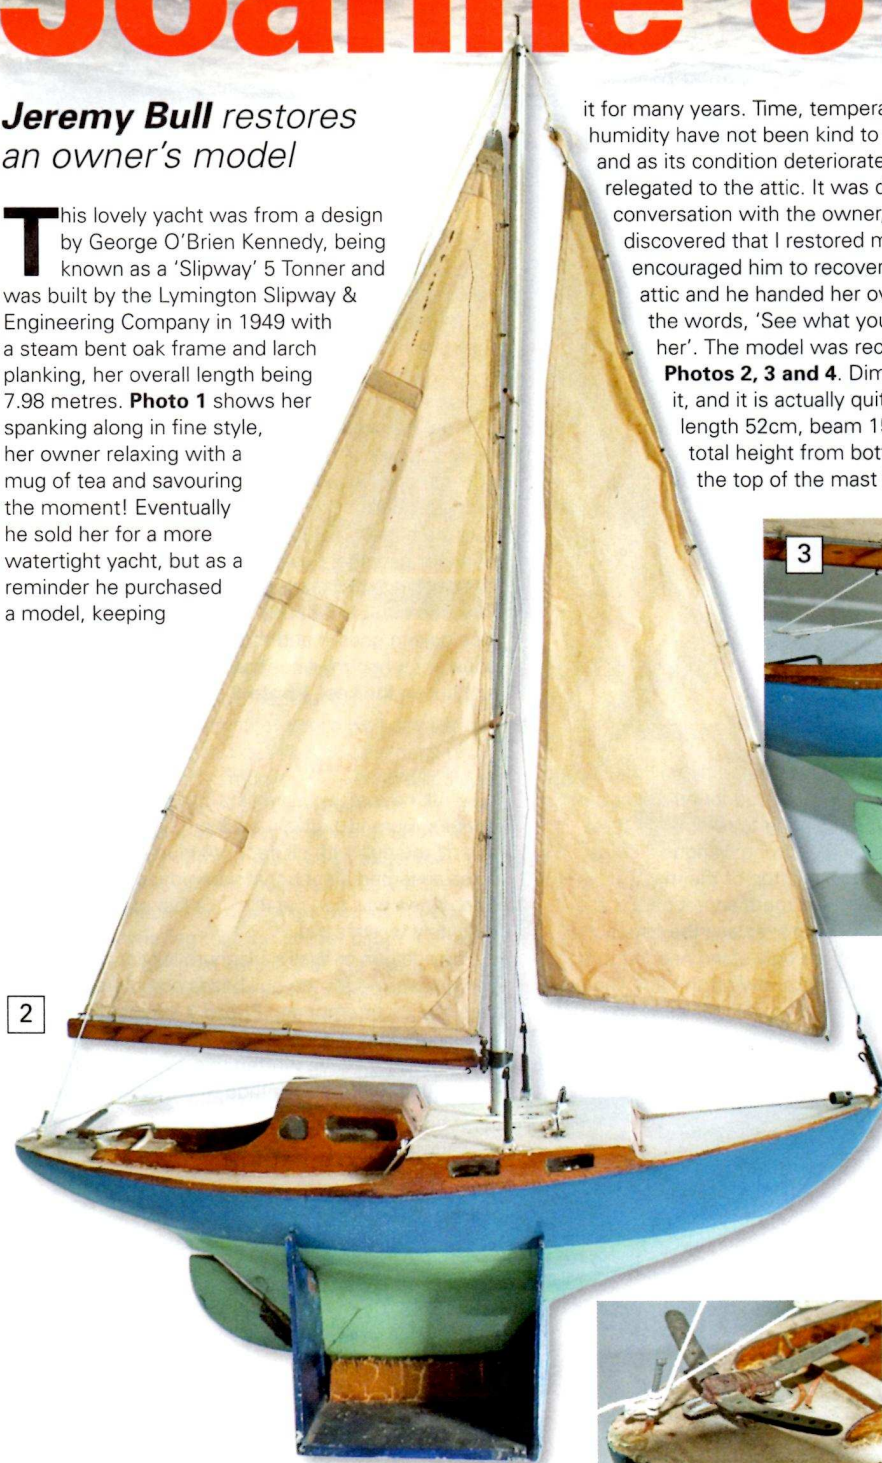 Joanne
Jeremy Bull restores
an owner's model
This lovely yacht was from a design
by George O'Brien Kennedy, being
known as a 'Slipway' 5 Tonner and
was built by the Lymington Slipway &
Engineering Company in 1949 with
a steam bent oak frame and larch
planking, her overall length being
7.98 metres. Photo 1 shows her
spanking along in fine style,
her owner relaxing with a
mug of tea and savouring
the moment! Eventually
he sold her for a more
watertight yacht, but as a
reminder he purchased
a model, keeping
it for many years. Time, tempera
humidity have not been kind to
and as its condition deteriorate
relegated to the attic. It was
conversation with the owner,
discovered that I restored m
encouraged him to recover
attic and he handed her ov
the words, 'See what you
her'. The model was rec
Photos 2, 3 and 4. Dim
it, and it is actually quit
length 52cm, beam 15
total height from bott
the top of the mast
3
2